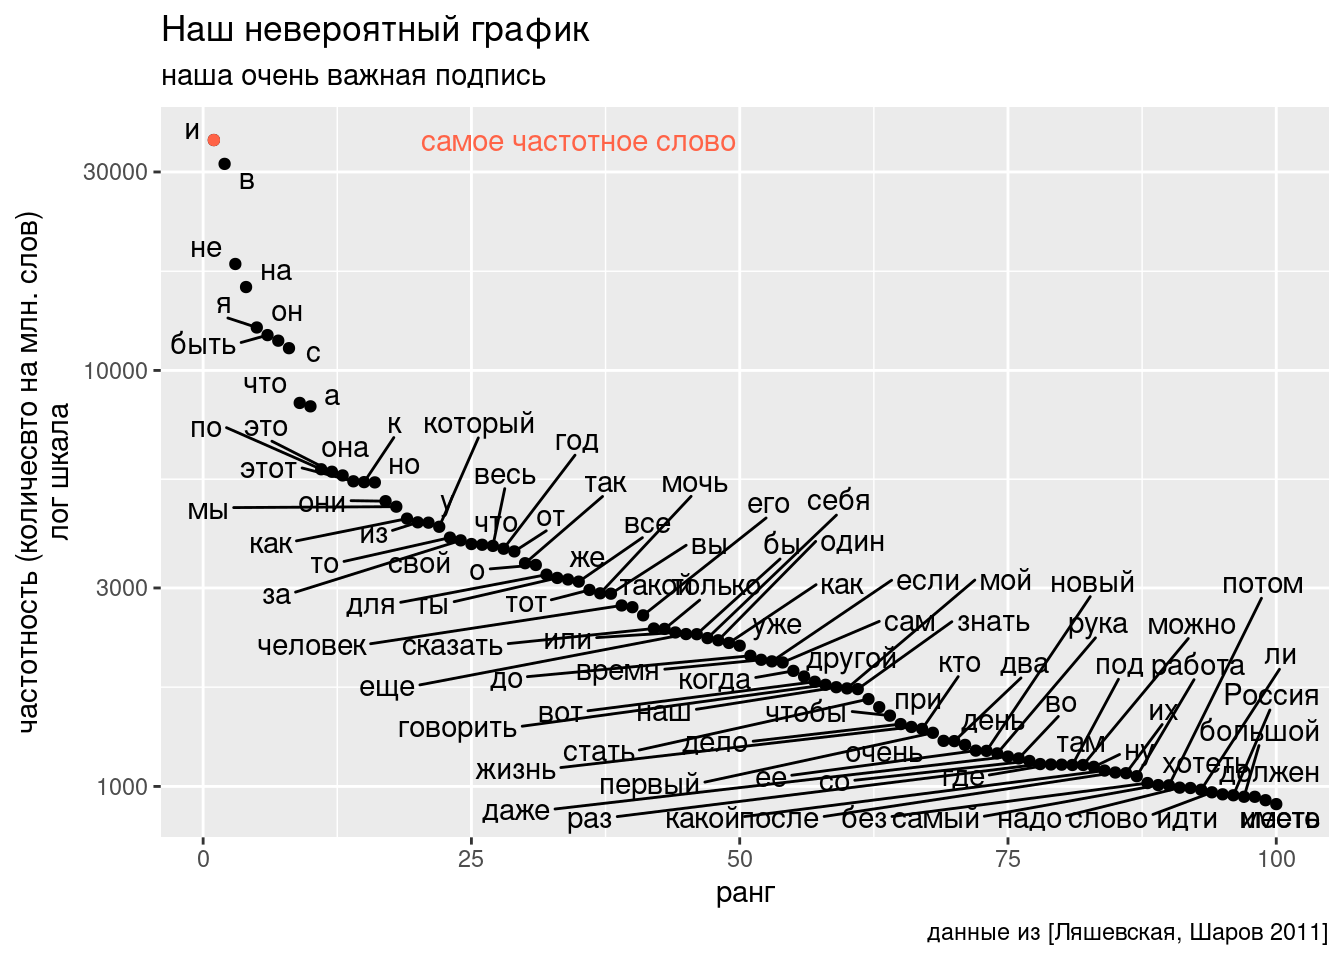 Наш невероятный график
наша очень важная подпись
частотность (количесвто на млн. слов)
лог шкала
30000
10000
3000
1000
и
самое частотное слово
в
не
на
я
он
быть
с
что
а
по
это
к
который
она
год
этот
но
весь
так
мочь
они
у
его
себя
мы
что
от
все
из
как
же
вы
бы
один
то
свой
о
такой
только
как
если
мой
новый
потом
за
для
ты
тот
уже
сам
знать
рука
можно
человек
сказать
или
другой
кто
два
под
работа
ли
еще
до
время
когда
Россия
говорить
вот
наш
чтобы
при
день
во
их
большой
стать
дело
очень
там
ну
жизнь
первый
ее
со
где
хотеть
должен
даже
раз
какой
после
без
самый
надо
слово
идти
иметь
0
25
50
75
100
ранг
данные из [Ляшевская, Шаров 2011]